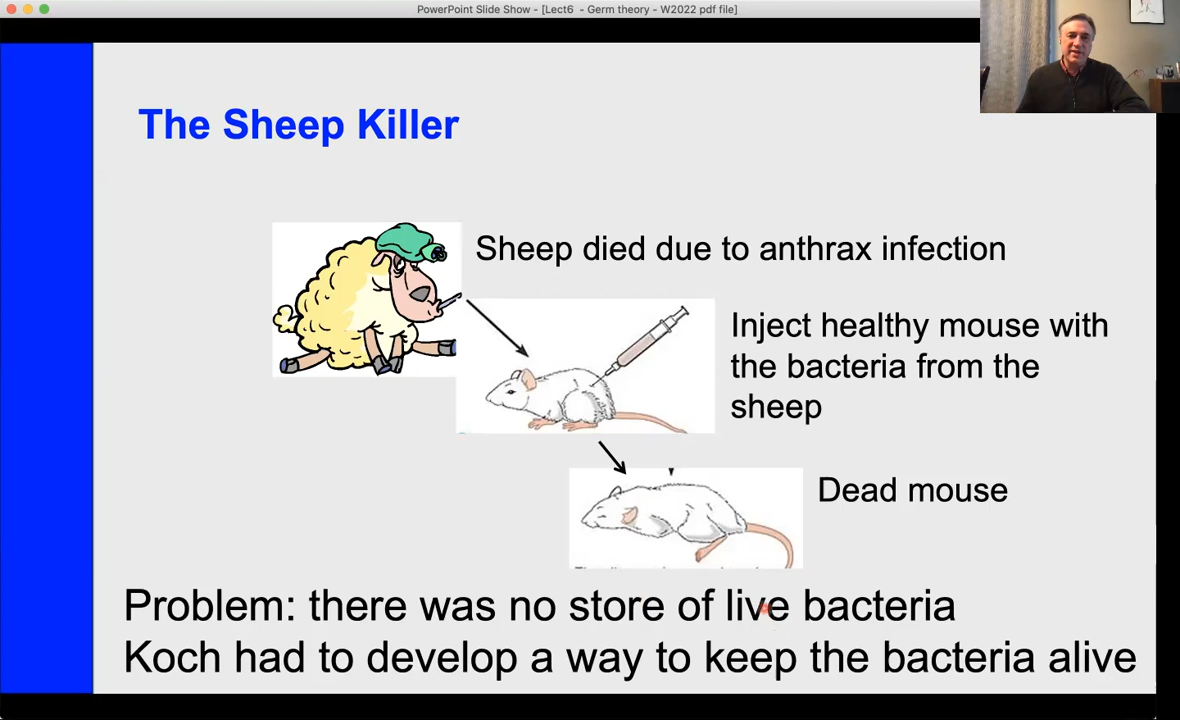 PowerPoint Slide Show - [Lect6 - Germ theory - W2022 pdf file]
The Sheep Killer
Sheep died due to anthrax infection
Inject healthy mouse with
the bacteria from the
sheep
Dead mouse
Problem: there was no store of live bacteria
Koch had to develop a way to keep the bacteria alive